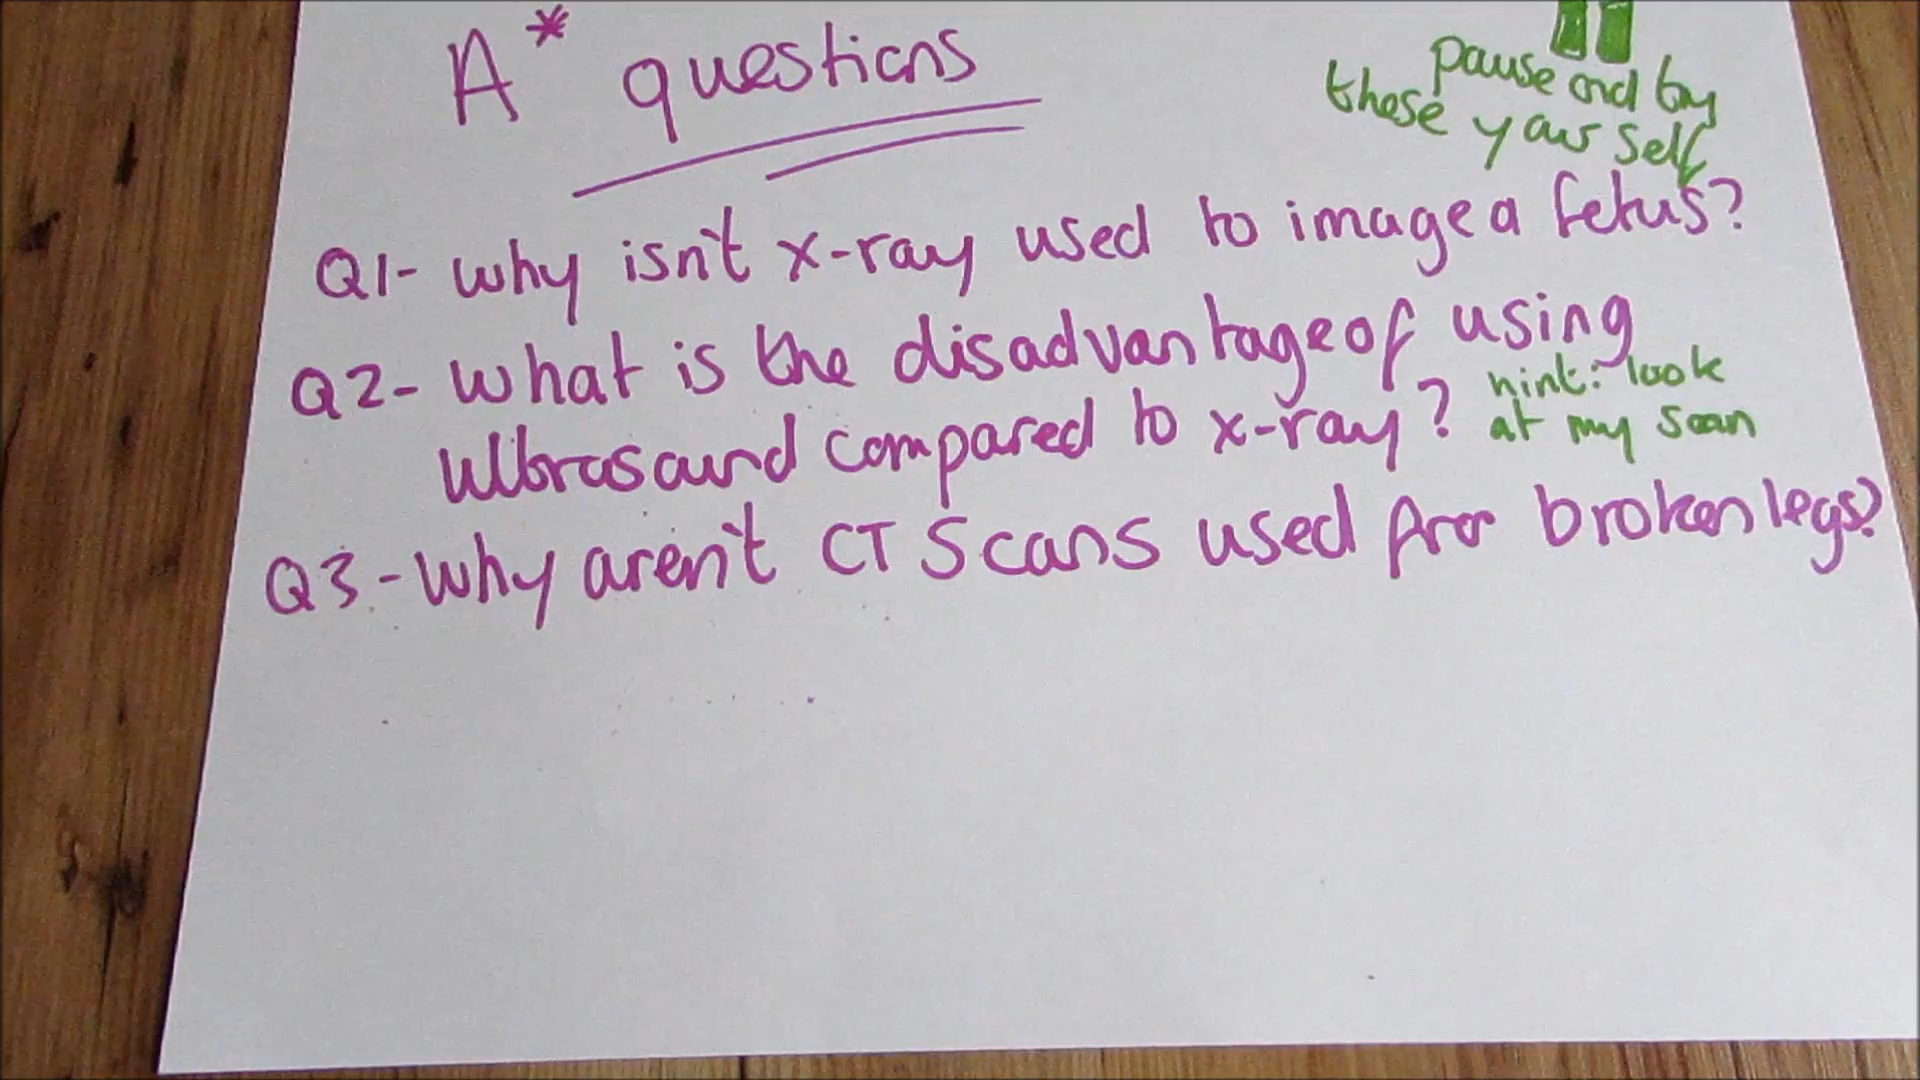 A* questions
pause and try
these yourself
Q1- why isn't x-ray used to image a fetus?
Q2- what is the disadvantage of using
ultrasound compared to x-ray?
hint: look
at my scan
Q3- why aren't CT scans used for broken legs?